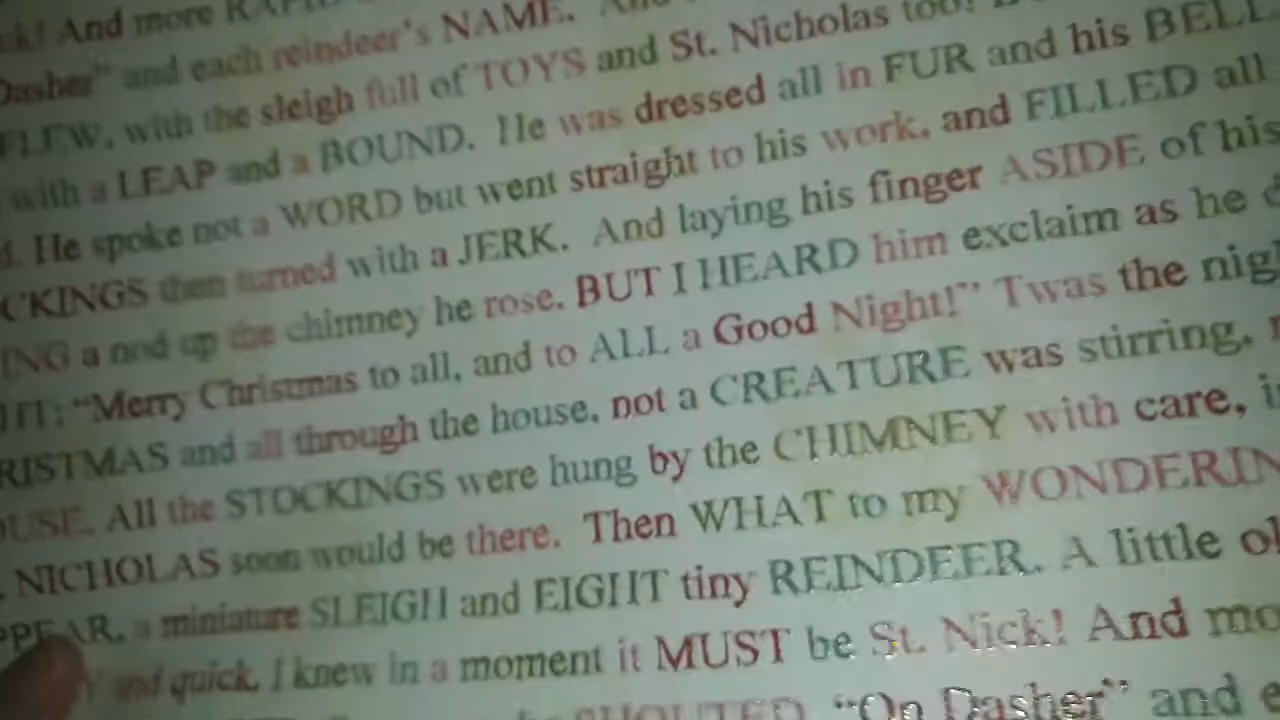 And more
Dasher" and each reindeer's NAME.
FLEW, with the sleigh full of TOYS and St. Nicholas too!
with a LEAP and a BOUND. He was dressed all in FUR and his BELL
He spoke not a WORD but went straight to his work, and FILLED all
CKINGS then turned with a JERK. And laying his finger ASIDE of his
ING a nod up the chimney he rose. BUT I HEARD him exclaim as he
"Merry Christmas to all, and to ALL a Good Night!" Twas the nig
RISTMAS and all through the house, not a CREATURE was stirring,
OUSE. All the STOCKINGS were hung by the CHIMNEY with care,
. NICHOLAS soon would be there. Then WHAT to my WONDERIN
PPEAR, a miniature SLEIGH and EIGHT tiny REINDEER. A little ol
and quick, I knew in a moment it MUST be St. Nick! And mo
SHOUTED "On Dasher" and e